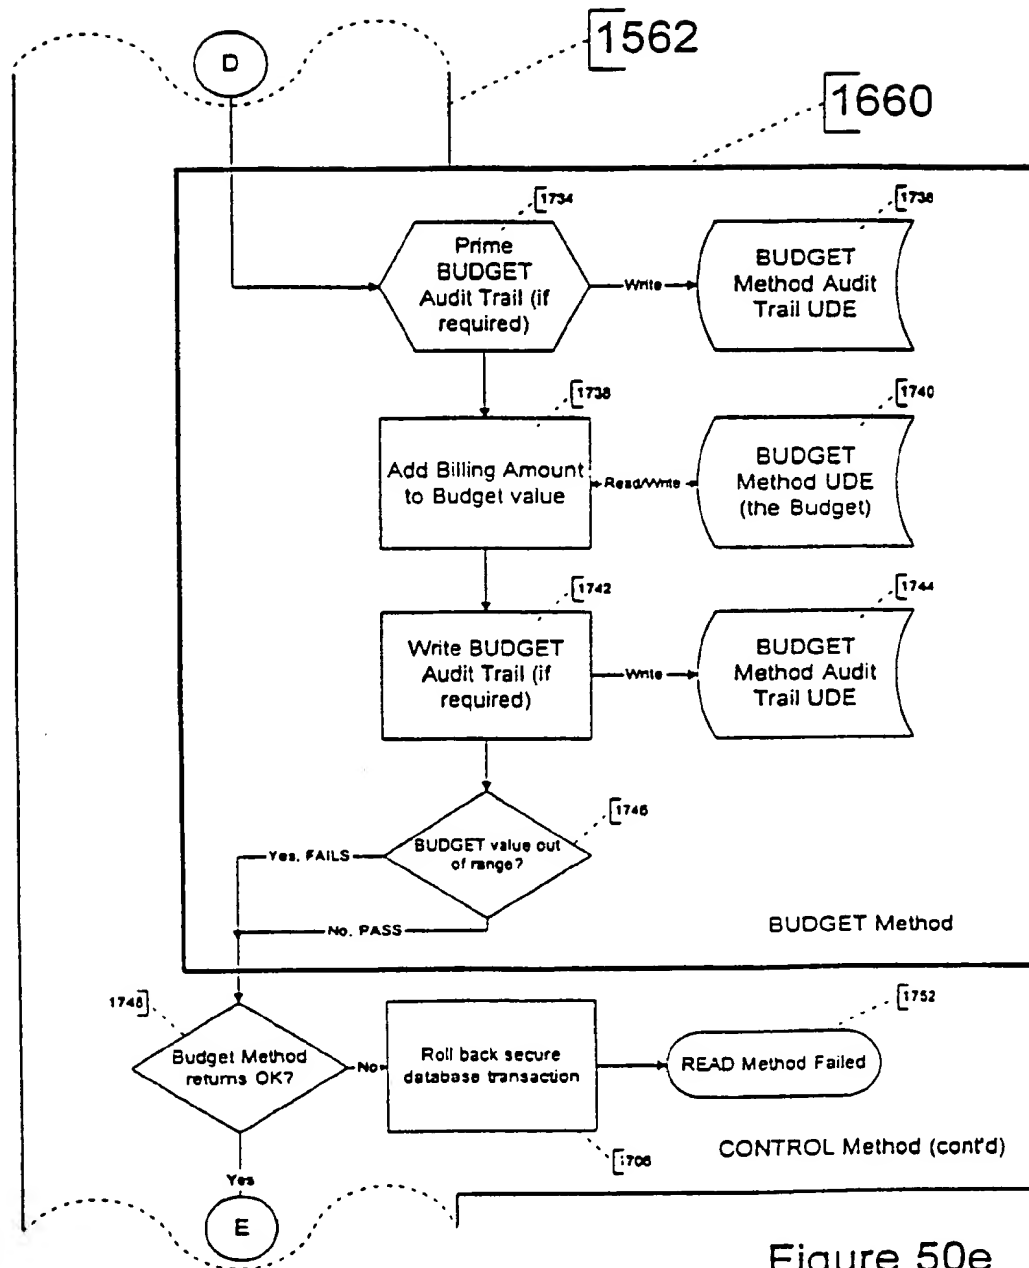 D
1562
1660
1734
Prime
BUDGET
Audit Trail (if
required)
Write
1736
BUDGET
Method Audit
Trail UDE
1738
Add Billing Amount
to Budget value
Read/Write
1740
BUDGET
Method UDE
(the Budget)
1742
Write BUDGET
Audit Trail (if
required)
Write
1744
BUDGET
Method Audit
Trail UDE
1746
BUDGET value out
of range?
Yes, FAILS
No, PASS
BUDGET Method
1748
Budget Method
returns OK?
No
Roll back secure
database transaction
1752
READ Method Failed
CONTROL Method (cont'd)
Yes
E
Figure 50e